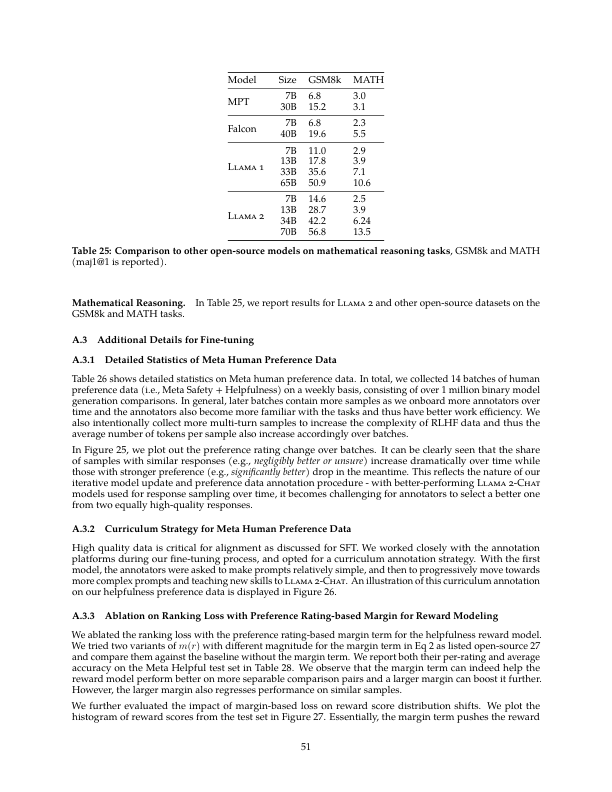 Model Size GSM8k MATH
MPT
7B 6.8 3.0
30B 15.2 3.1
Falcon
7B 6.8 2.3
40B 19.6 5.5
Llama 1
7B 11.0 2.9
13B 17.8 3.9
33B 35.6 7.1
65B 50.9 10.6
Llama 2
7B 14.6 2.5
13B 28.7 3.9
34B 42.2 6.24
70B 56.8 13.5
Table 25: Comparison to other open-source models on mathematical reasoning tasks, GSM8k and MATH
(maj1@1 is reported).
Mathematical Reasoning. In Table 25, we report results for Llama 2 and other open-source datasets on the
GSM8k and MATH tasks.
A.3 Additional Details for Fine-tuning
A.3.1 Detailed Statistics of Meta Human Preference Data
Table 26 shows detailed statistics on Meta human preference data. In total, we collected 14 batches of human
preference data (i.e., Meta Safety + Helpfulness) on a weekly basis, consisting of over 1 million binary model
generation comparisons. In general, later batches contain more samples as we onboard more annotators over
time and the annotators also become more familiar with the tasks and thus have better work efficiency. We
also intentionally collect more multi-turn samples to increase the complexity of RLHF data and thus the
average number of tokens per sample also increase accordingly over batches.
In Figure 25, we plot out the preference rating change over batches. It can be clearly seen that the share
of samples with similar responses (e.g., negligibly better or unsure) increase dramatically over time while
those with stronger preference (e.g., significantly better) drop in the meantime. This reflects the nature of our
iterative model update and preference data annotation procedure - with better-performing Llama 2-Chat
models used for response sampling over time, it becomes challenging for annotators to select a better one
from two equally high-quality responses.
A.3.2 Curriculum Strategy for Meta Human Preference Data
High quality data is critical for alignment as discussed for SFT. We worked closely with the annotation
platforms during our fine-tuning process, and opted for a curriculum annotation strategy. With the first
model, the annotators were asked to make prompts relatively simple, and then to progressively move towards
more complex prompts and teaching new skills to Llama 2-Chat. An illustration of this curriculum annotation
on our helpfulness preference data is displayed in Figure 26.
A.3.3 Ablation on Ranking Loss with Preference Rating-based Margin for Reward Modeling
We ablated the ranking loss with the preference rating-based margin term for the helpfulness reward model.
We tried two variants of m(r) with different magnitude for the margin term in Eq 2 as listed open-source 27
and compare them against the baseline without the margin term. We report both their per-rating and average
accuracy on the Meta Helpful test set in Table 28. We observe that the margin term can indeed help the
reward model perform better on more separable comparison pairs and a larger margin can boost it further.
However, the larger margin also regresses performance on similar samples.
We further evaluated the impact of margin-based loss on reward score distribution shifts. We plot the
histogram of reward scores from the test set in Figure 27. Essentially, the margin term pushes the reward
51